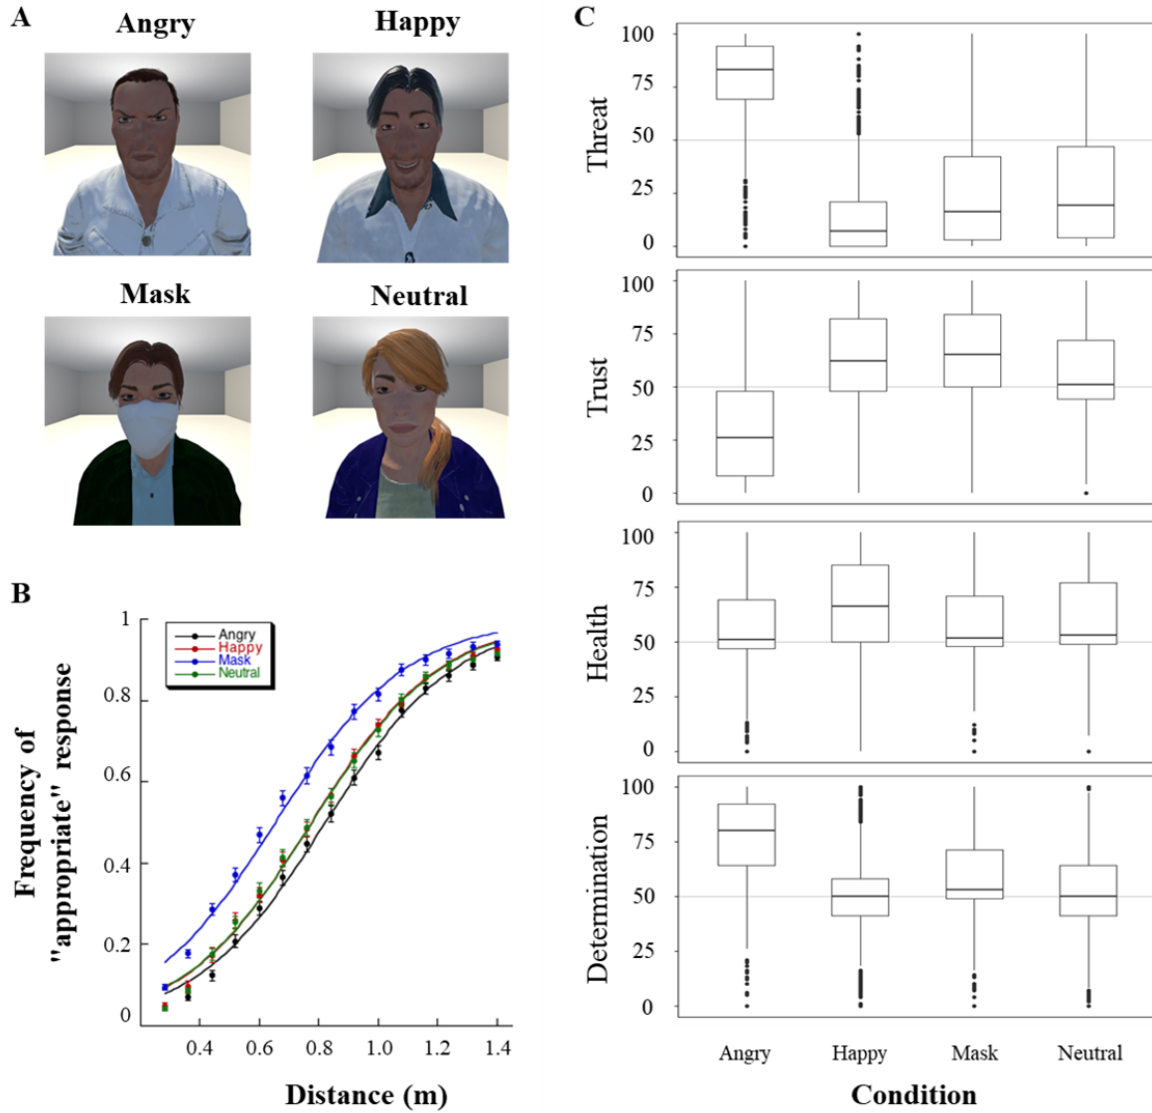 A
Angry
Happy
Mask
Neutral
B
Frequency of
"appropriate" response
1
0.8
0.6
0.4
0.2
0
Angry
Happy
Mask
Neutral
0.4
0.6
0.8
1.0
1.2
1.4
Distance (m)
C
Threat
100
75
50
25
0
Trust
100
75
50
25
0
Health
100
75
50
25
0
Determination
100
75
50
25
0
Angry
Happy
Mask
Neutral
Condition